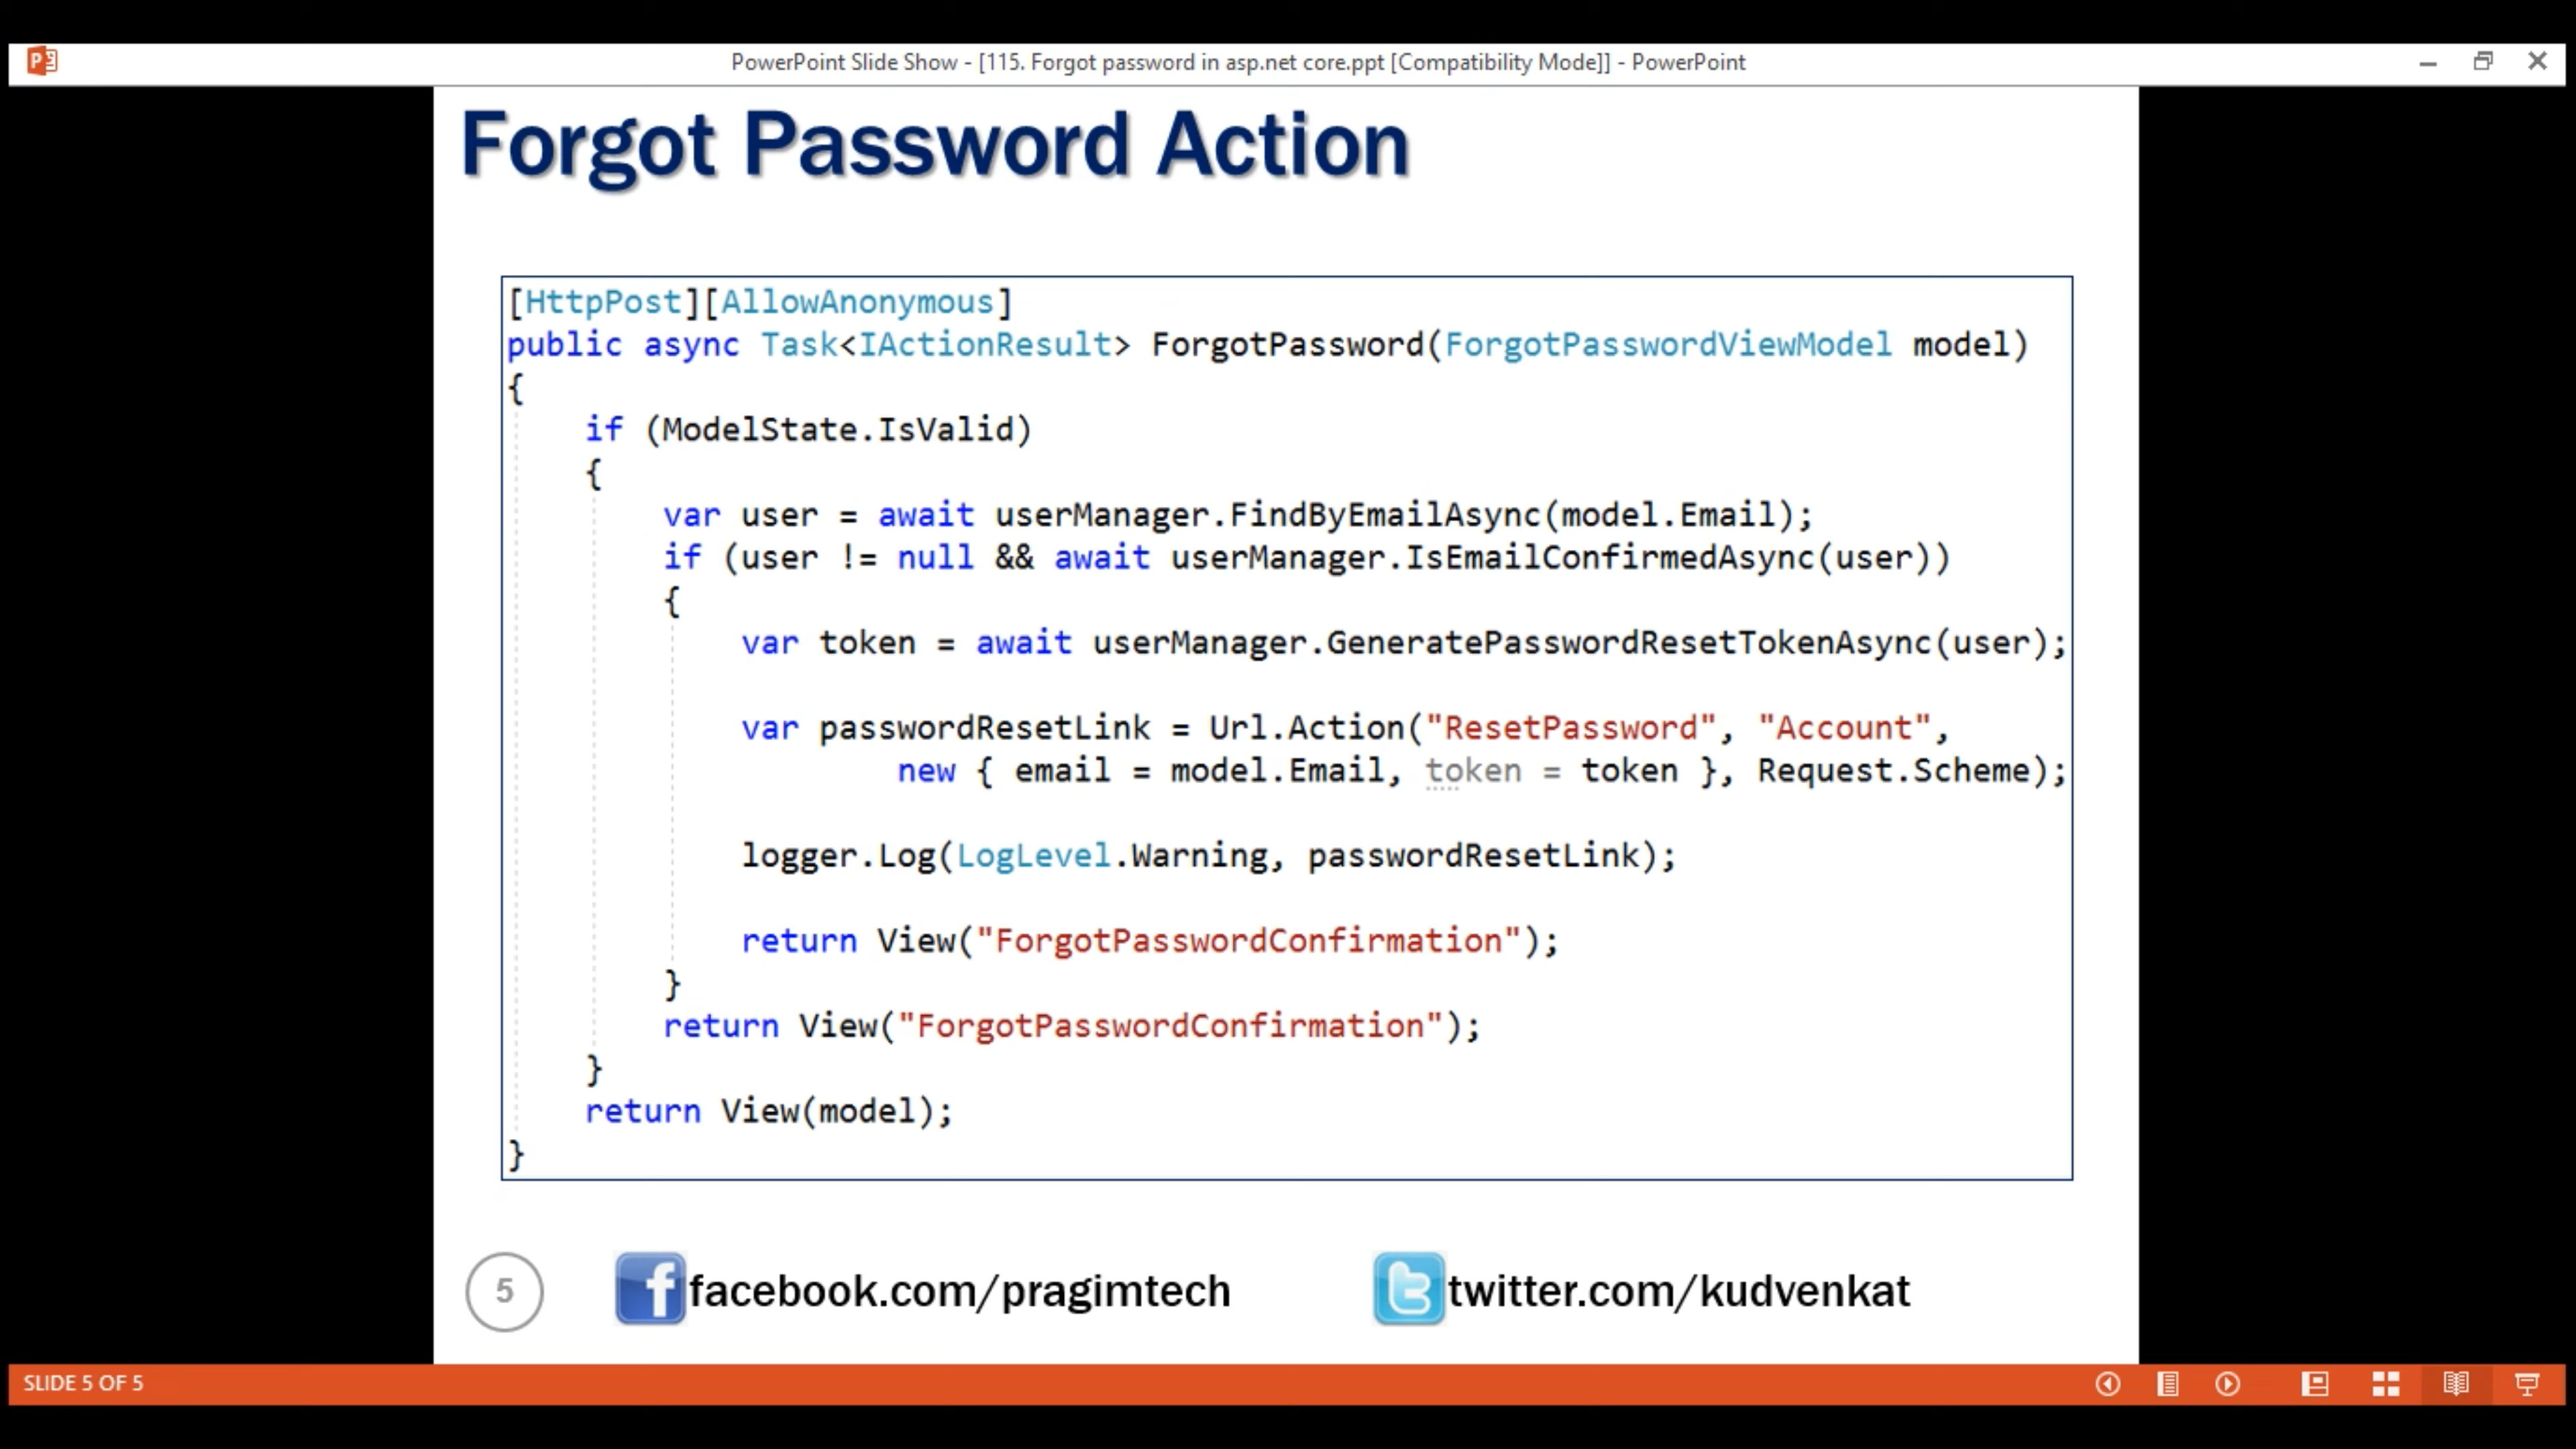 PowerPoint Slide Show - [115. Forgot password in asp.net core.ppt [Compatibility Mode]] - PowerPoint
Forgot Password Action
[HttpPost][AllowAnonymous]
public async Task<IActionResult> ForgotPassword(ForgotPasswordViewModel model)
{
    if (ModelState.IsValid)
    {
        var user = await userManager.FindByEmailAsync(model.Email);
        if (user != null && await userManager.IsEmailConfirmedAsync(user))
        {
            var token = await userManager.GeneratePasswordResetTokenAsync(user);
            var passwordResetLink = Url.Action("ResetPassword", "Account",
                    new { email = model.Email, token = token }, Request.Scheme);
            logger.Log(LogLevel.Warning, passwordResetLink);
            return View("ForgotPasswordConfirmation");
        }
        return View("ForgotPasswordConfirmation");
    }
    return View(model);
}
5 facebook.com/pragimtech twitter.com/kudvenkat
SLIDE 5 OF 5